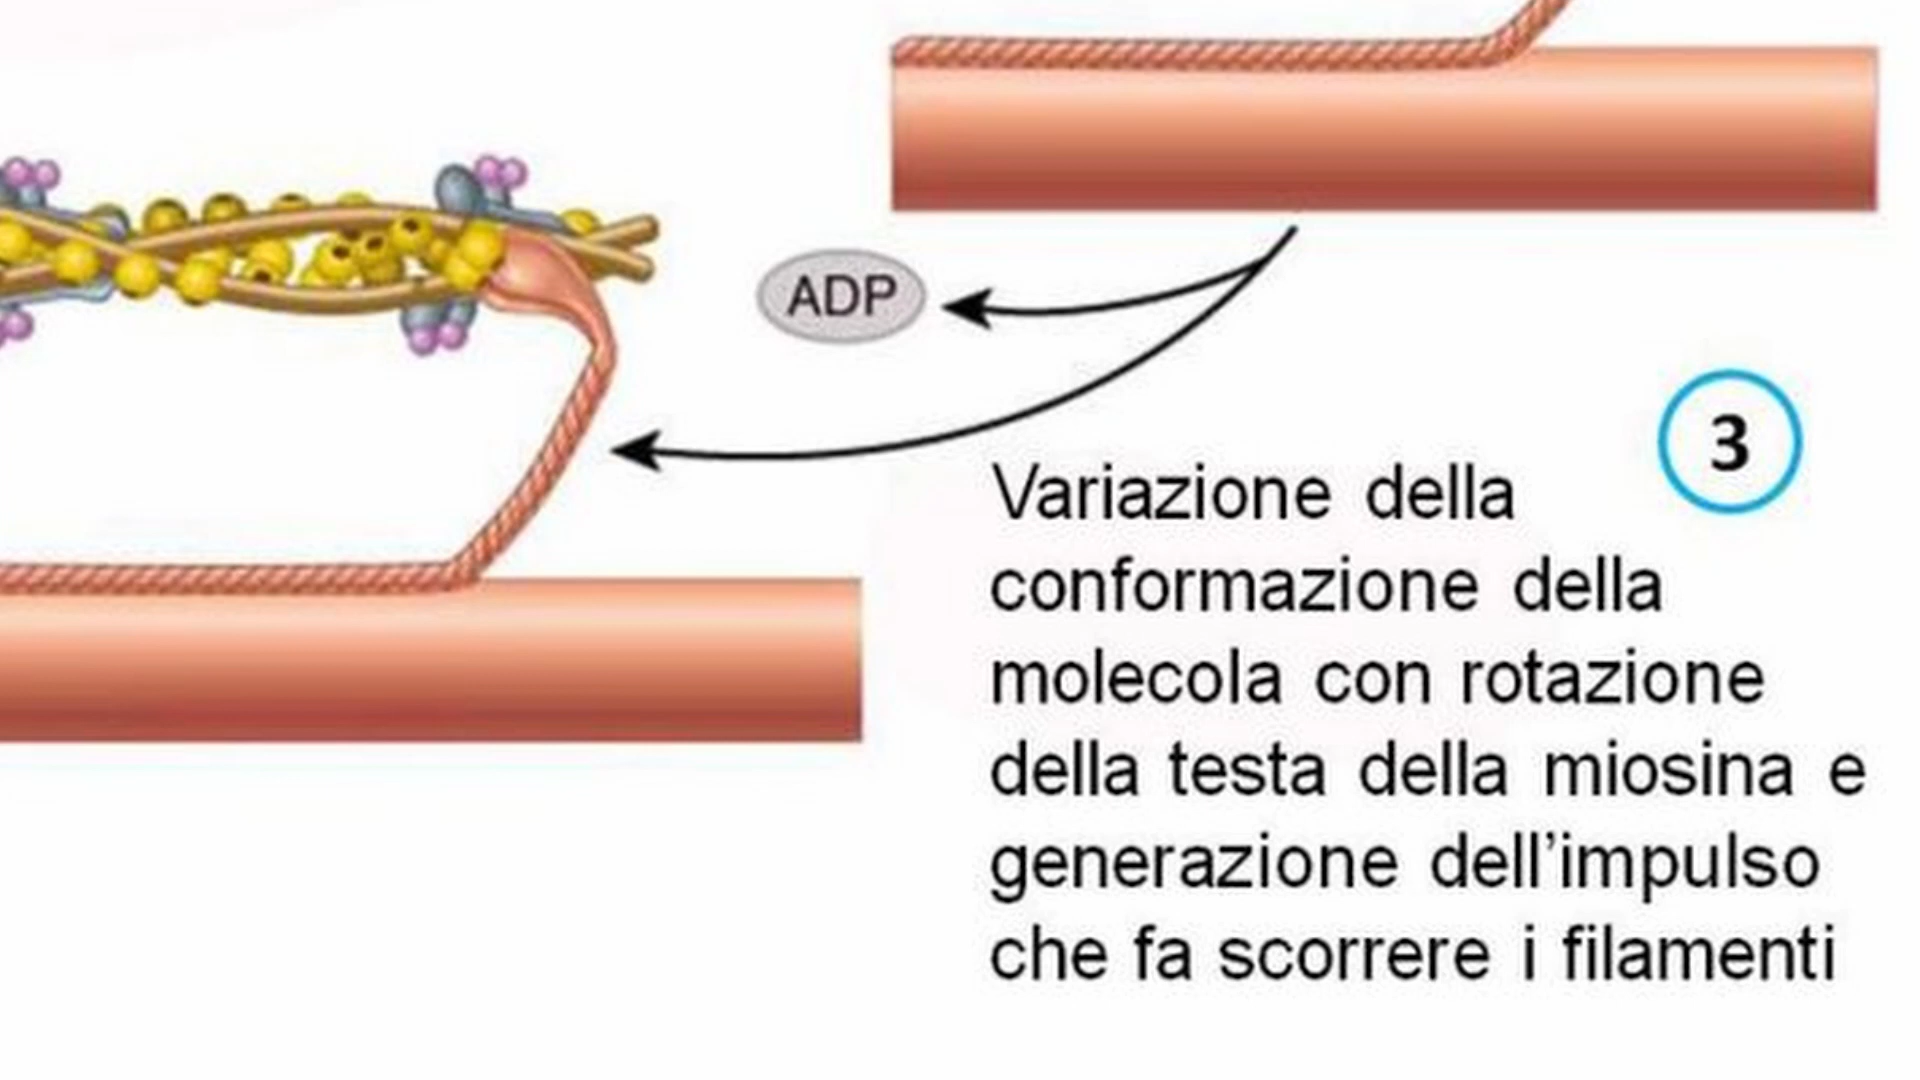 ADP
3
Variazione della
conformazione della
molecola con rotazione
della testa della miosina e
generazione dell’impulso
che fa scorrere i filamenti